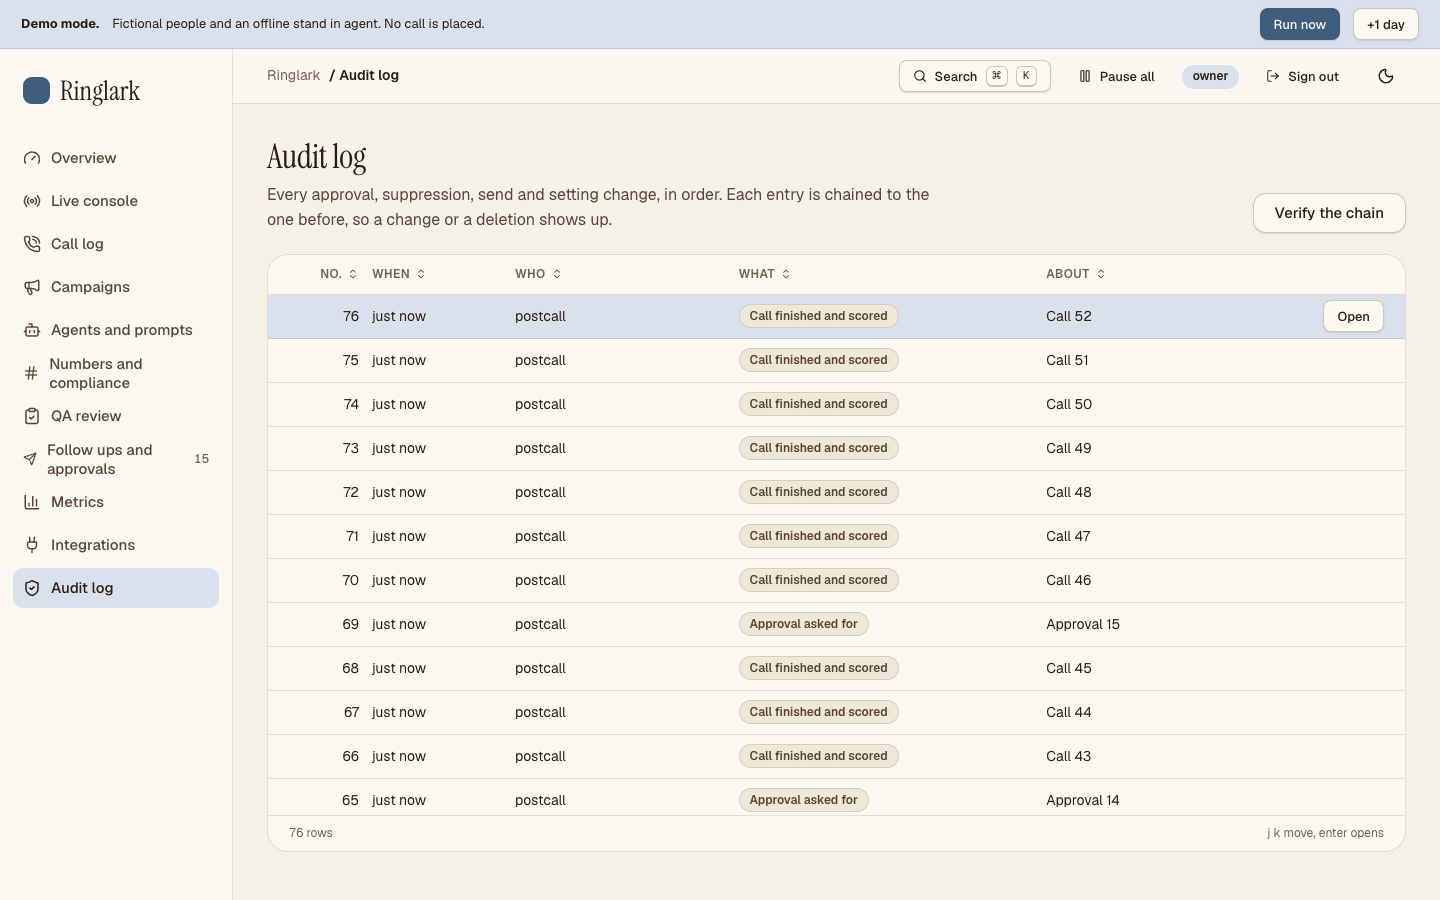 Demo mode. Fictional people and an offline stand in agent. No call is placed.
Run now
+1 day
Ringlark
Ringlark / Audit log
Search ⌘ K
Pause all
owner
Sign out
Overview
Live console
Call log
Campaigns
Agents and prompts
Numbers and
compliance
QA review
Follow ups and
approvals
15
Metrics
Integrations
Audit log
Audit log
Every approval, suppression, send and setting change, in order. Each entry is chained to the
one before, so a change or a deletion shows up.
Verify the chain
NO. WHEN WHO WHAT ABOUT
76 just now postcall Call finished and scored Call 52 Open
75 just now postcall Call finished and scored Call 51
74 just now postcall Call finished and scored Call 50
73 just now postcall Call finished and scored Call 49
72 just now postcall Call finished and scored Call 48
71 just now postcall Call finished and scored Call 47
70 just now postcall Call finished and scored Call 46
69 just now postcall Approval asked for Approval 15
68 just now postcall Call finished and scored Call 45
67 just now postcall Call finished and scored Call 44
66 just now postcall Call finished and scored Call 43
65 just now postcall Approval asked for Approval 14
76 rows
j k move, enter opens